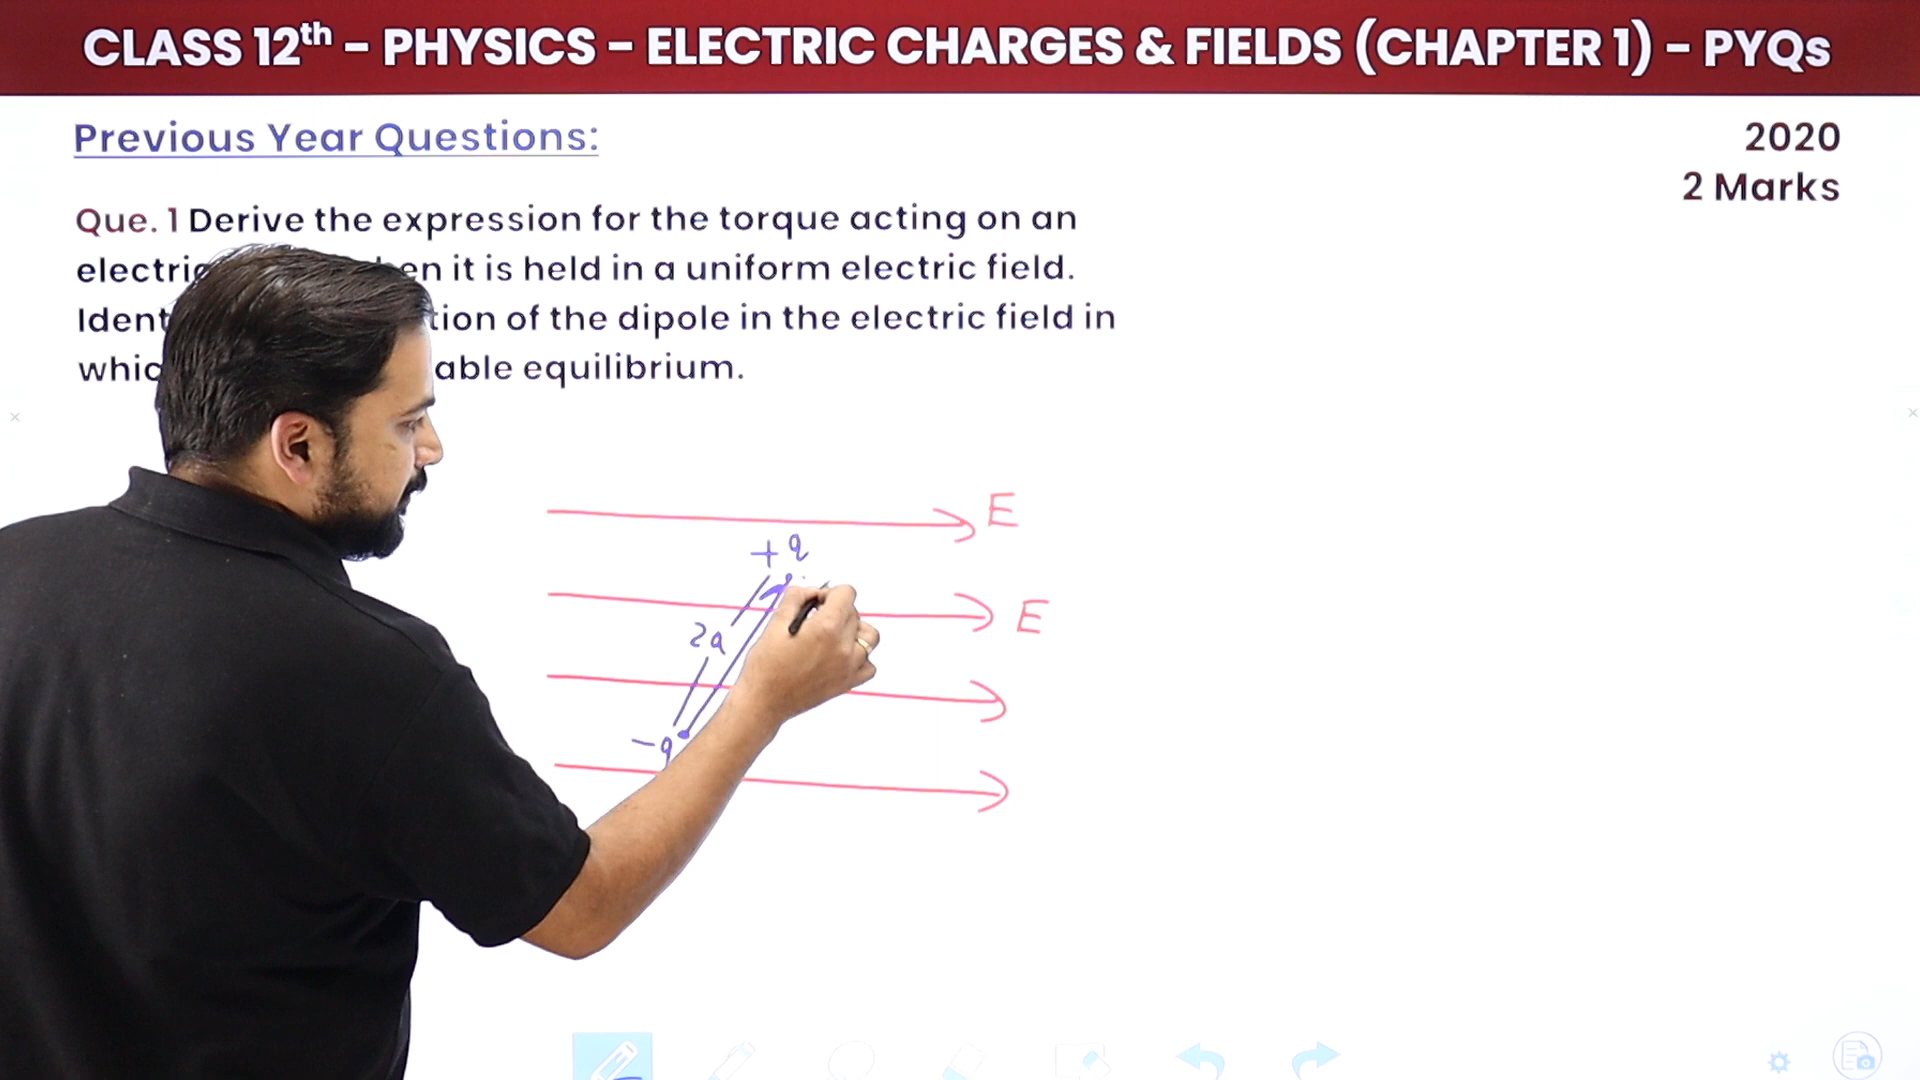 CLASS 12th – PHYSICS – ELECTRIC CHARGES & FIELDS (CHAPTER 1) – PYQs
Previous Year Questions:
2020
2 Marks
Que. 1 Derive the expression for the torque acting on an
electric en it is held in a uniform electric field.
Ident tion of the dipole in the electric field in
whic able equilibrium.
E
+q
E
2a
-q